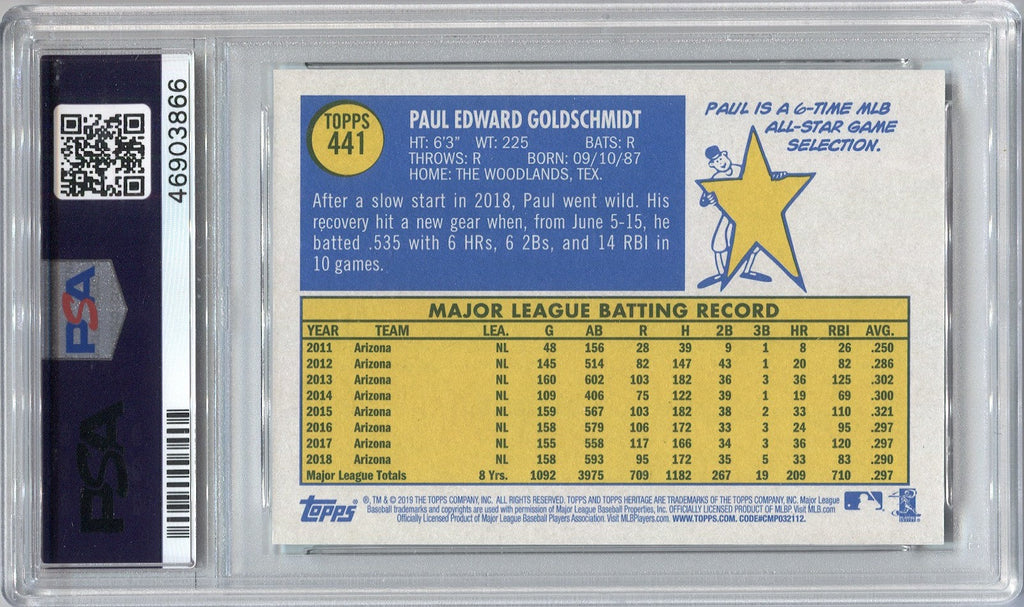 46903866
PSA
PSA
TOPPS
441
PAUL EDWARD GOLDSCHMIDT
HT: 6'3" WT: 225 BATS: R
THROWS: R BORN: 09/10/87
HOME: THE WOODLANDS, TEX.
After a slow start in 2018, Paul went wild. His
recovery hit a new gear when, from June 5-15, he
batted .535 with 6 HRs, 6 2Bs, and 14 RBI in
10 games.
PAUL IS A 6-TIME MLB
ALL-STAR GAME
SELECTION.
MAJOR LEAGUE BATTING RECORD
YEAR TEAM LEA. G AB R H 2B 3B HR RBI AVG.
2011 Arizona NL 48 156 28 39 9 1 8 26 .250
2012 Arizona NL 145 514 82 147 43 1 20 82 .286
2013 Arizona NL 160 602 103 182 36 3 36 125 .302
2014 Arizona NL 109 406 75 122 39 1 19 69 .300
2015 Arizona NL 159 567 103 182 38 2 33 110 .321
2016 Arizona NL 158 579 106 172 33 3 24 95 .297
2017 Arizona NL 155 558 117 166 34 3 36 120 .297
2018 Arizona NL 158 593 95 172 35 5 33 83 .290
Major League Totals 8 Yrs. 1092 3975 709 1182 267 19 209 710 .297
topps ®, TM & © 2019 THE TOPPS COMPANY, INC. ALL RIGHTS RESERVED. TOPPS AND TOPPS HERITAGE ARE TRADEMARKS OF THE TOPPS COMPANY, INC. Major League
Baseball trademarks and copyrights are used with permission of Major League Baseball Properties, Inc. OFFICIALLY LICENSED PRODUCT OF MLBP. Visit MLB.com
Officially Licensed Product of Major League Baseball Players Association. Visit MLBPlayers.com. WWW.TOPPS.COM. CODE#CMP032112.